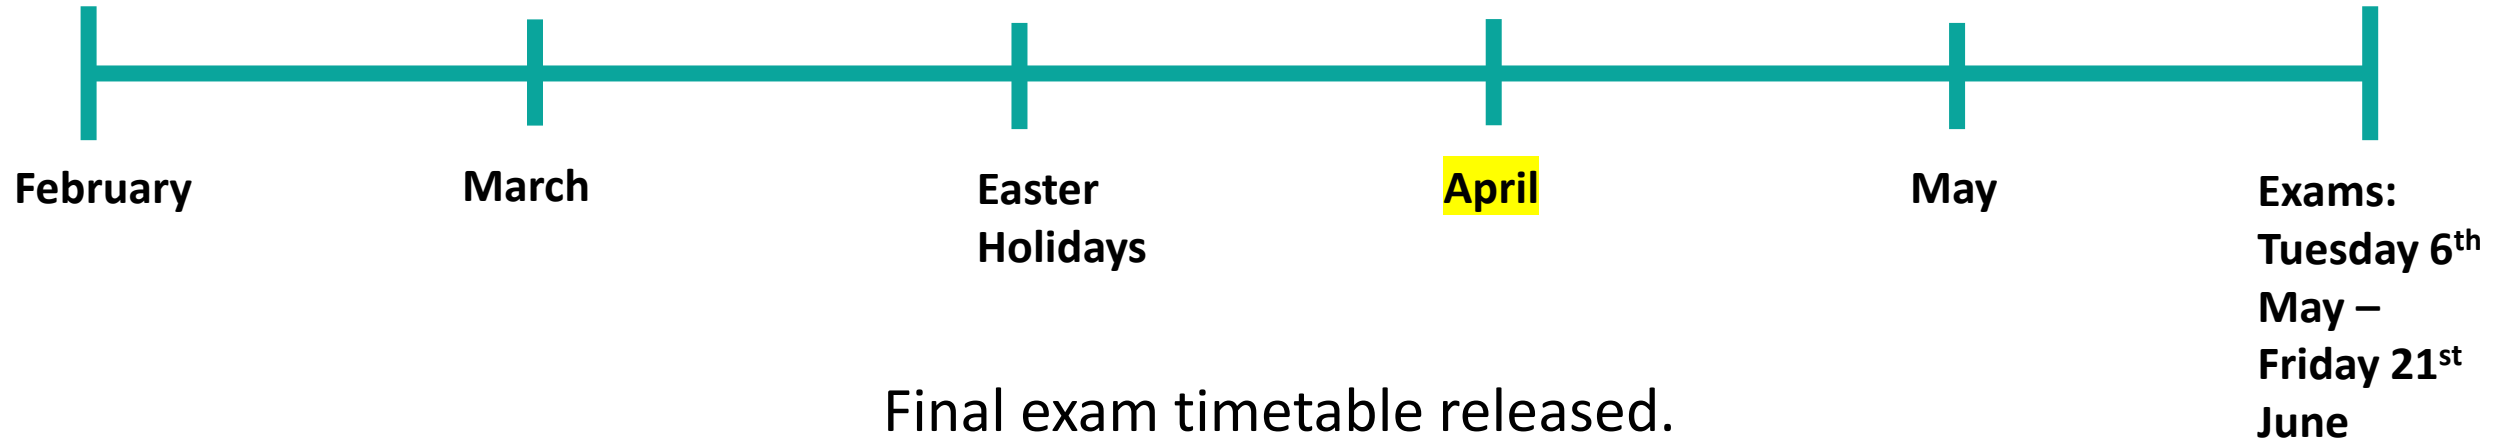 February
March
Easter
Holidays
April
May
Exams:
Tuesday 6th
May –
Friday 21st
June
Final exam timetable released.